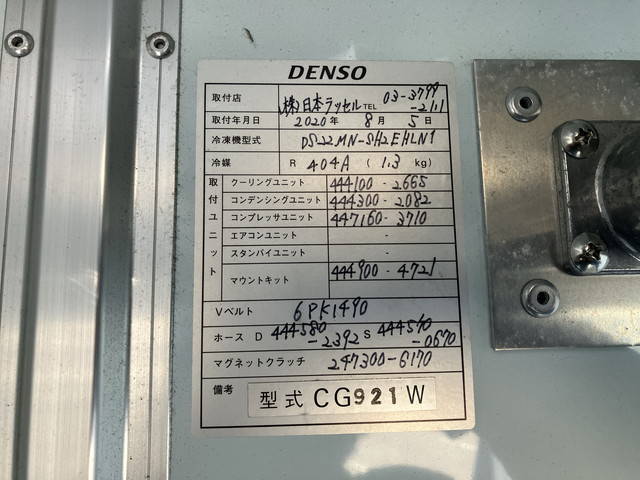 DENSO
取付店 (株)日本ラッセル TEL 03-3799-2111
取付年月日 2020年 8月 5日
冷凍機型式 DS22MN-SH2EHLN1
冷媒 R 404A ( 1.3 kg)
取付ユニット
クーリングユニット 444100-2665
コンデンシングユニット 444300-2082
コンプレッサユニット 447160-3710
エアコンユニット -
スタンバイユニット -
マウントキット 444900-4721
-
Vベルト 6PK1490
ホース D 444580-2392 S 444570-0670
マグネットクラッチ 247300-6170
備考 型式 CG921W